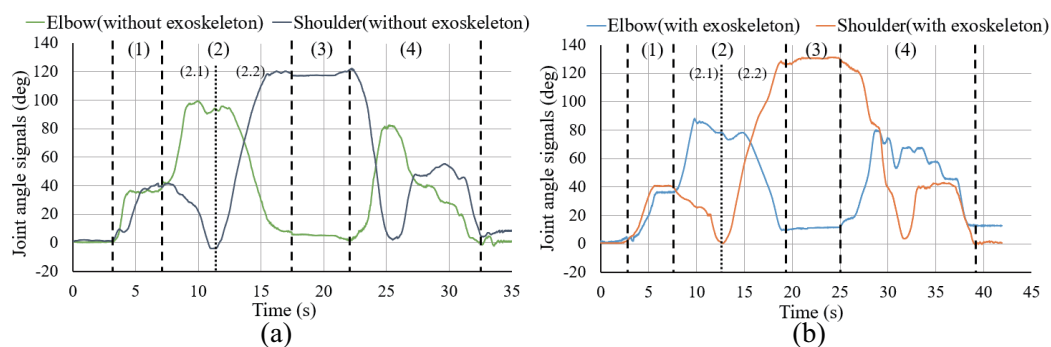 Elbow(without exoskeleton) Shoulder(without exoskeleton)
140
120
100
80
60
40
20
0
-20
Joint angle signals (deg)
(1) (2) (3) (4)
(2.1) (2.2)
0 5 10 15 20 25 30 35
Time (s)
(a)
Elbow(with exoskeleton) Shoulder(with exoskeleton)
140
120
100
80
60
40
20
0
-20
Joint angle signals (deg)
(1) (2) (3) (4)
(2.1) (2.2)
0 5 10 15 20 25 30 35 40 45
Time (s)
(b)